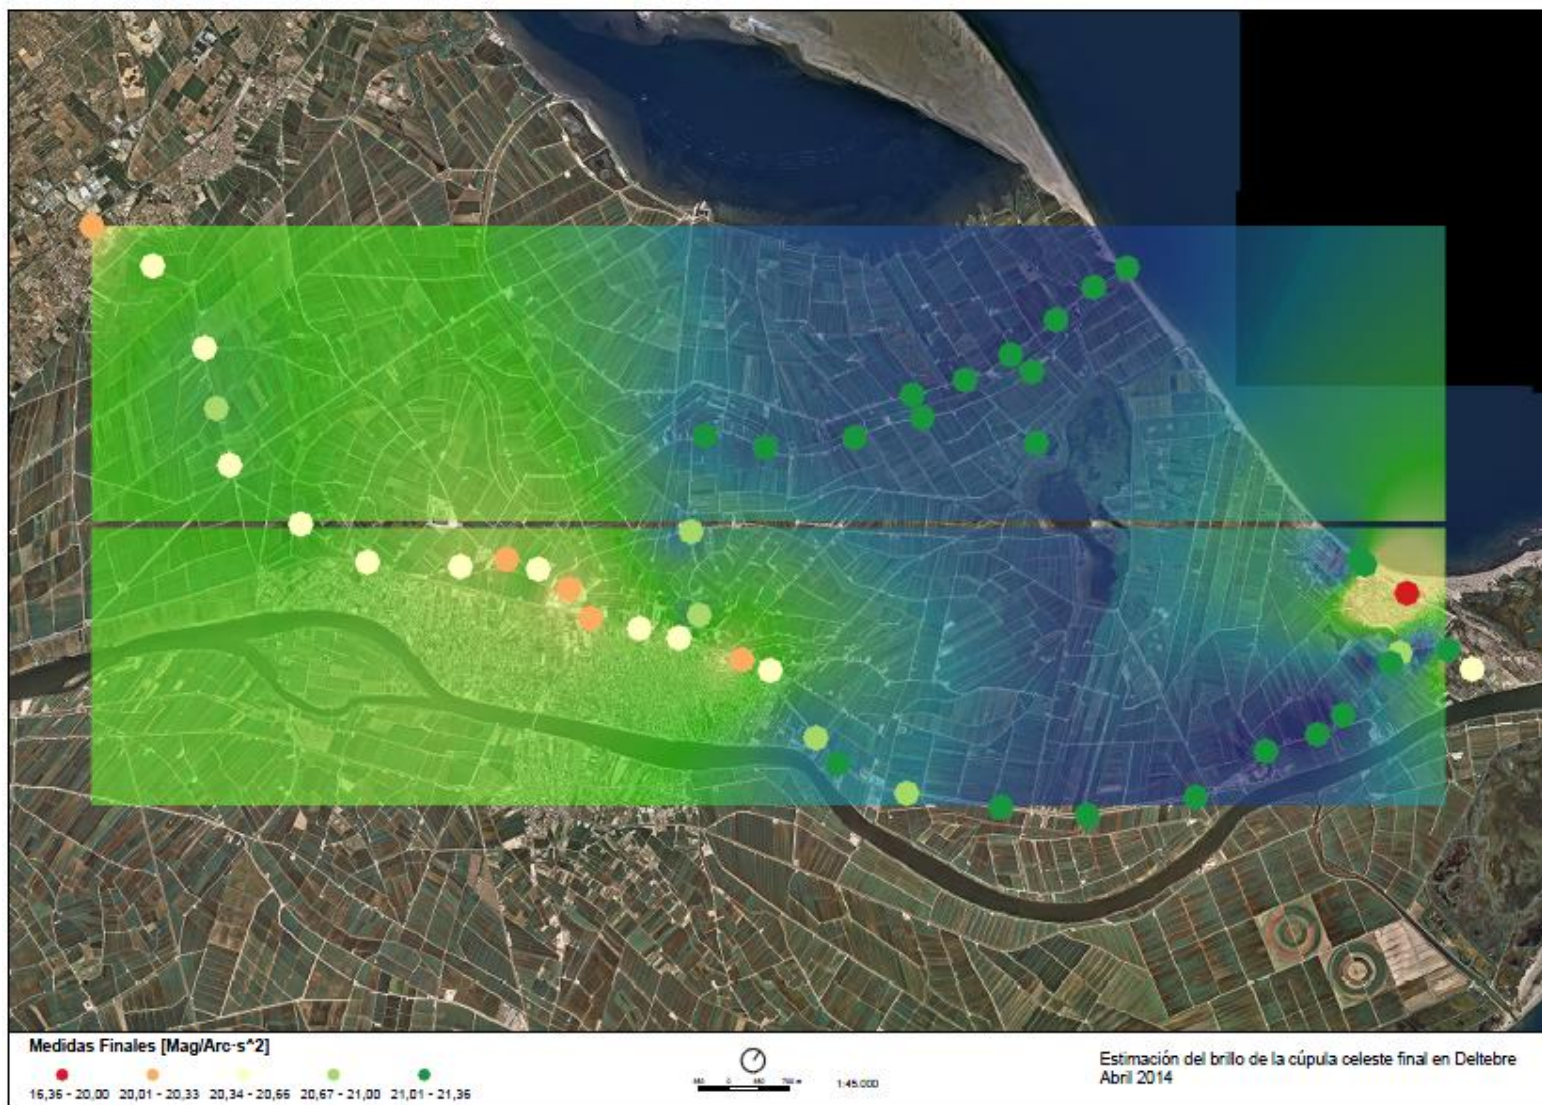 Medidas Finales [Mag/Arc·s^2]
16,36 - 20,00 20,01 - 20,33 20,34 - 20,66 20,67 - 21,00 21,01 - 21,36
0
1:45.000
Estimación del brillo de la cúpula celeste final en Deltebre
Abril 2014